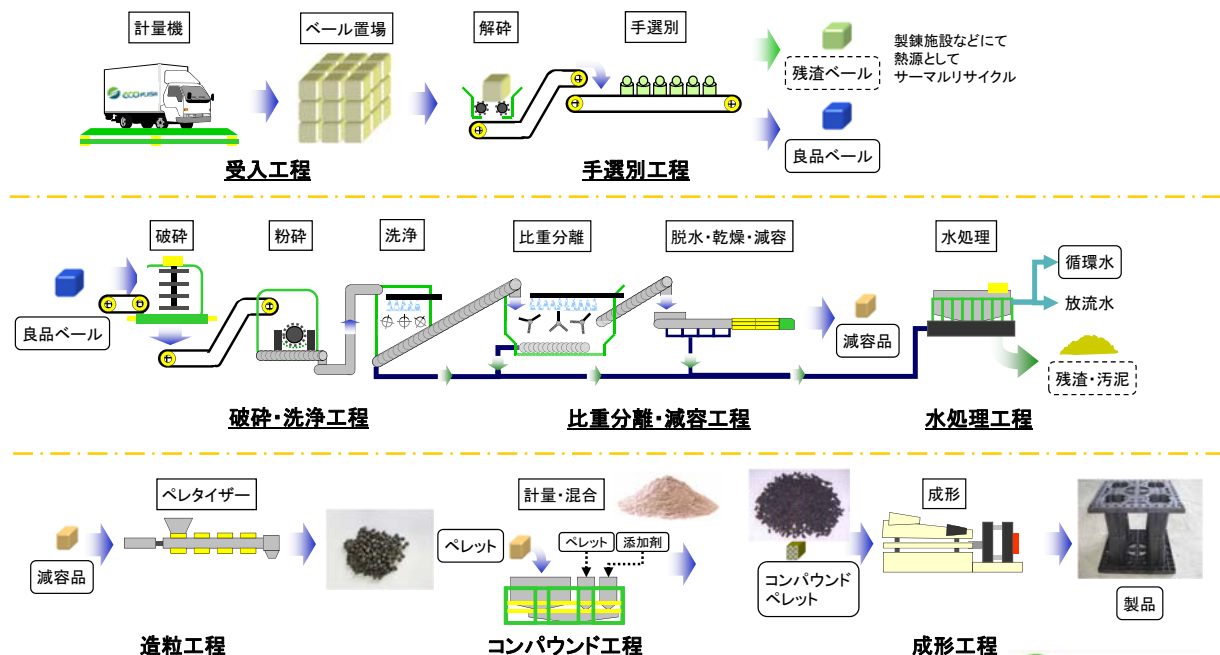 計量機
ベール置場
解砕
手選別
残渣ベール
製錬施設などにて
熱源として
サーマルリサイクル
良品ベール
受入工程
手選別工程
破砕
粉砕
洗浄
比重分離
脱水・乾燥・減容
水処理
良品ベール
減容品
循環水
放流水
残渣・汚泥
破砕・洗浄工程
比重分離・減容工程
水処理工程
ペレタイザー
計量・混合
成形
減容品
ペレット
ペレット
添加剤
コンパウンド
ペレット
製品
造粒工程
コンパウンド工程
成形工程